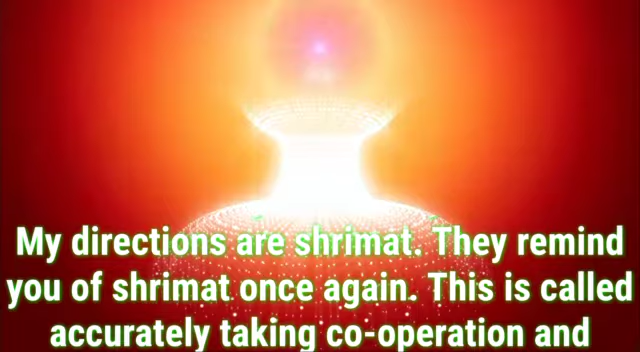 My directions are shrimat. They remind
you of shrimat once again. This is called
accurately taking co-operation and